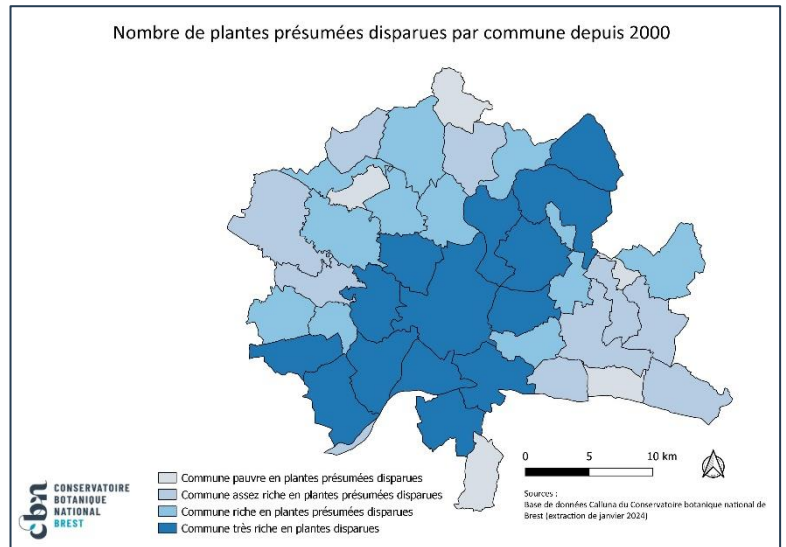 Nombre de plantes présumées disparues par commune depuis 2000
Commune pauvre en plantes présumées disparues
Commune assez riche en plantes présumées disparues
Commune riche en plantes présumées disparues
Commune très riche en plantes disparues
0 5 10 km
Sources :
Base de données Calluna du Conservatoire botanique national de
Brest (extraction de janvier 2024)
cbn
CONSERVATOIRE
BOTANIQUE
NATIONAL
BREST